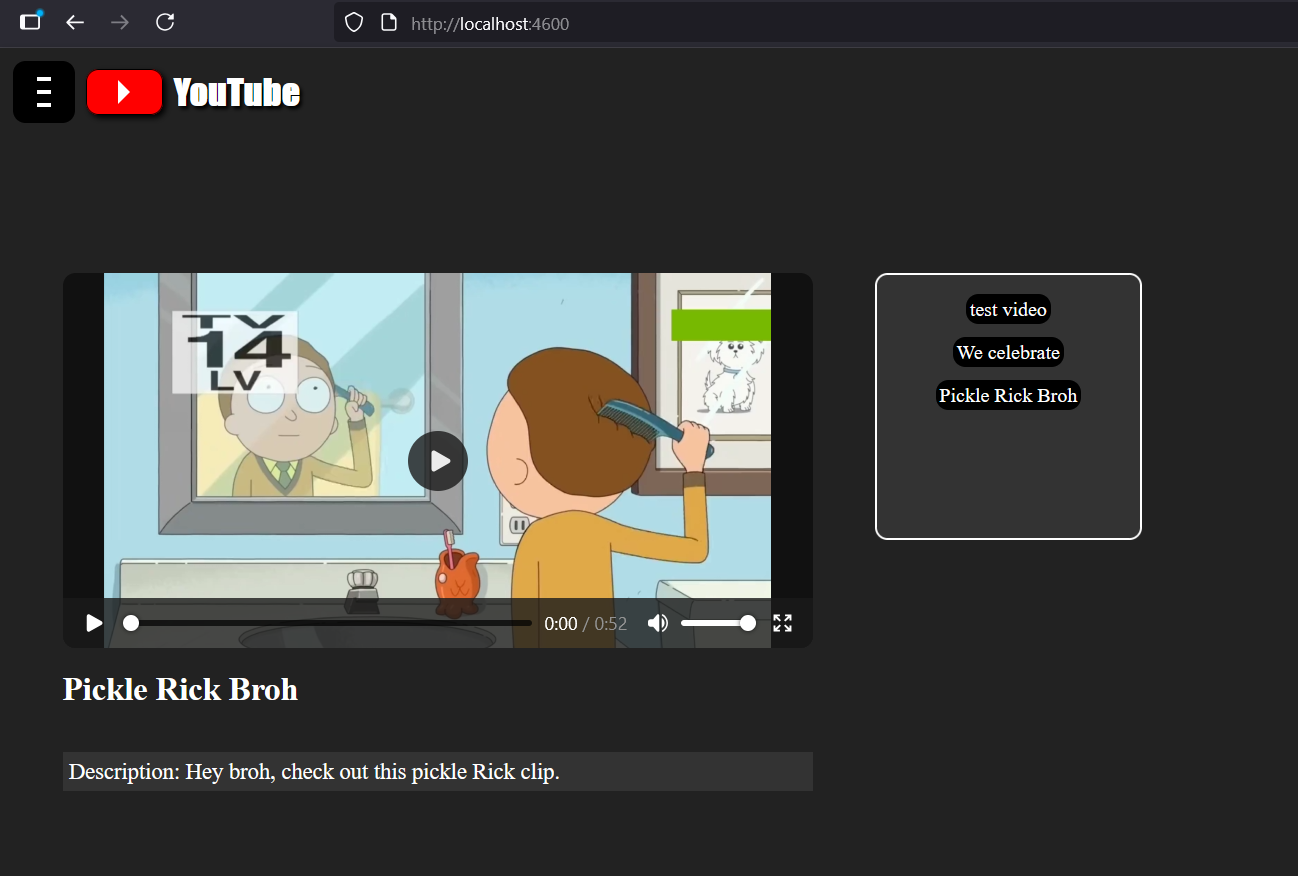 http://localhost:4600
YouTube
TV
14
LV
test video
We celebrate
Pickle Rick Broh
0:00 / 0:52
Pickle Rick Broh
Description: Hey broh, check out this pickle Rick clip.